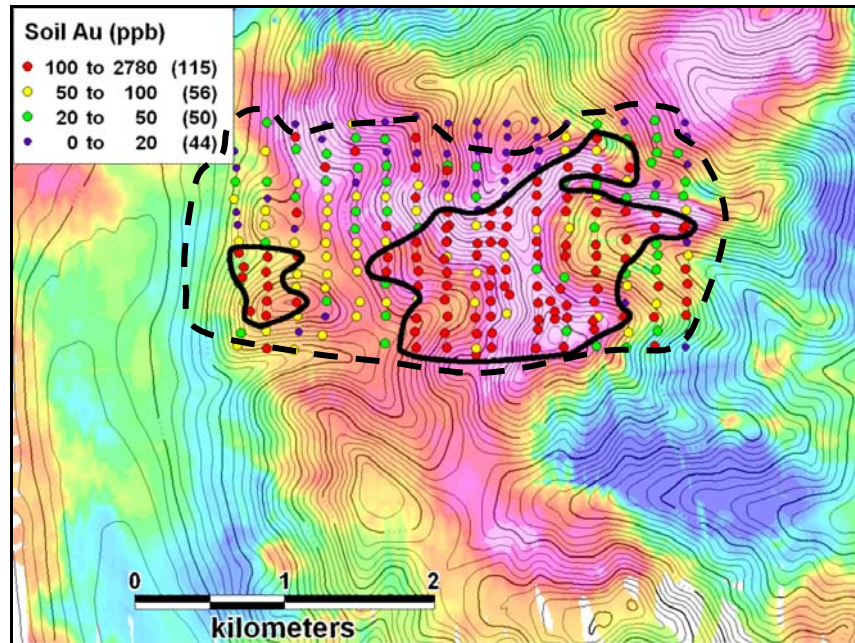 Soil Au (ppb)
100 to 2780 (115)
50 to 100 (56)
20 to 50 (50)
0 to 20 (44)
0 1 2
kilometers